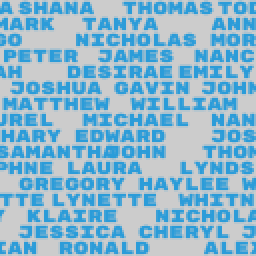 A SHANA THOMAS TOD
MARK TANYA ANN
GO NICHOLAS MOR
PETER JAMES NANC
AH DESIRAE EMILY
JOSHUA GAVIN JOHN
MATTHEW WILLIAM
UREL MICHAEL NAN
HARY EDWARD JOS
SAMANTHA JOHN THOM
PHNE LAURA LYNDS
GREGORY HAYLEE W
TTE LYNETTE WHITN
Y KLAIRE NICHOLA
JESSICA CHERYL J
IAN RONALD ALEX